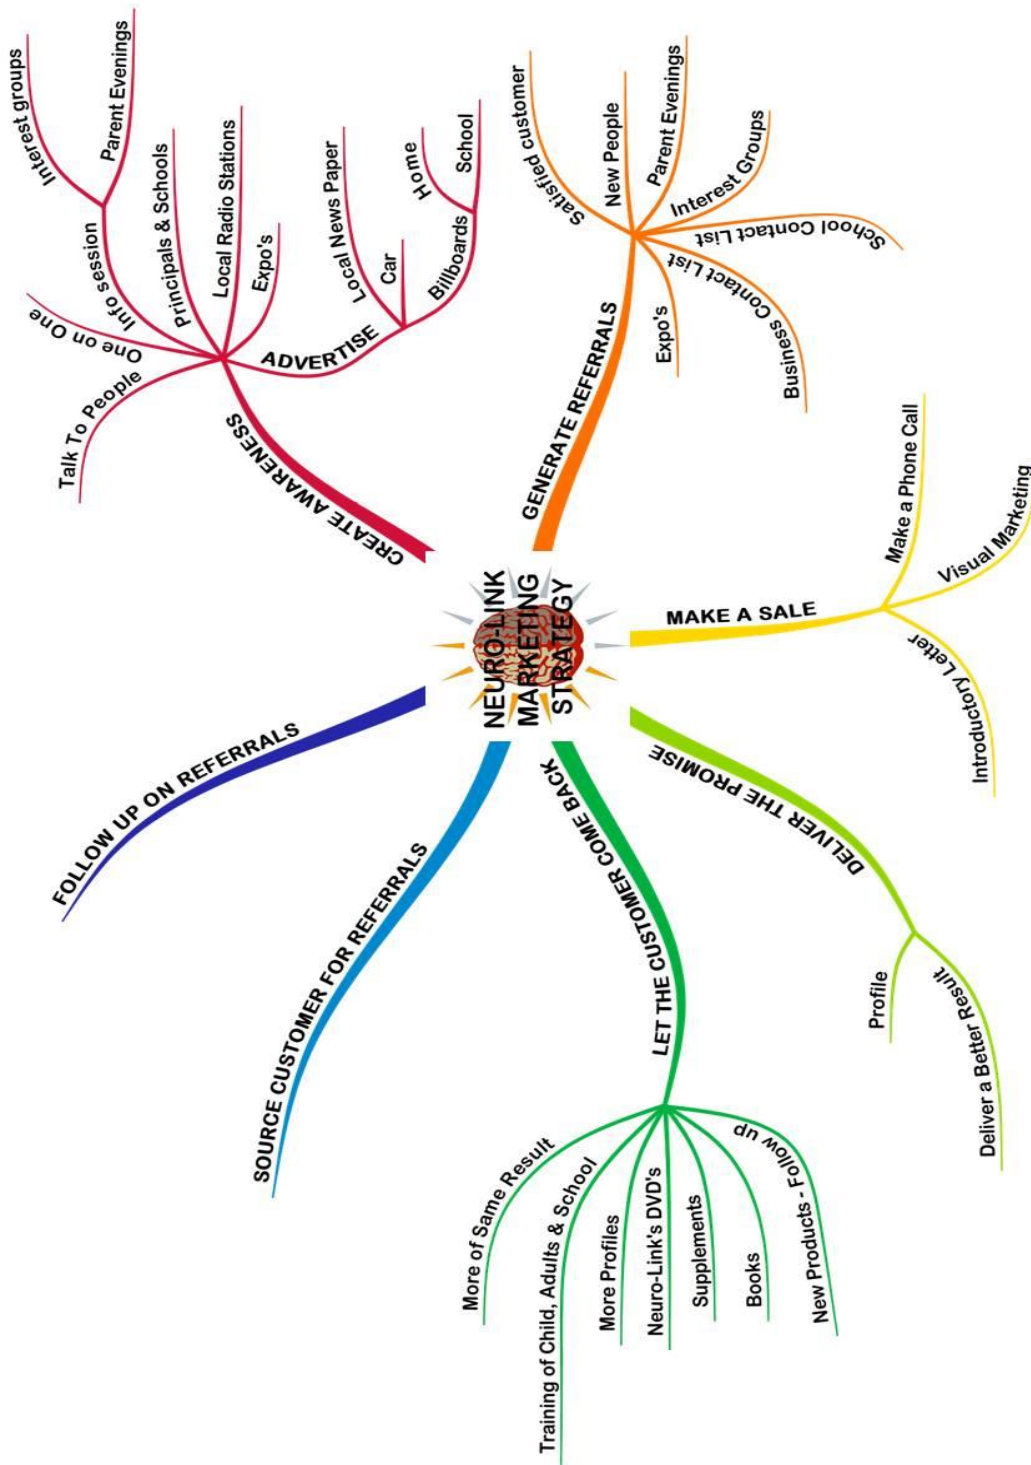 NEURO-LINK
MARKETING
STRATEGY
CREATE AWARENESS
Talk To People
One on One
Info session
Interest groups
Parent Evenings
Principals & Schools
Local Radio Stations
Expo's
ADVERTISE
Local News Paper
Car
Billboards
Home
School
GENERATE REFERRALS
Satisfied customer
New People
Parent Evenings
Interest Groups
School Contact List
Business Contact List
Expo's
MAKE A SALE
Make a Phone Call
Visual Marketing
Introductory Letter
DELIVER THE PROMISE
Profile
Deliver a Better Result
LET THE CUSTOMER COME BACK
More of Same Result
Training of Child, Adults & School
More Profiles
Neuro-Link's DVD's
Supplements
Books
New Products - Follow up
SOURCE CUSTOMER FOR REFERRALS
FOLLOW UP ON REFERRALS